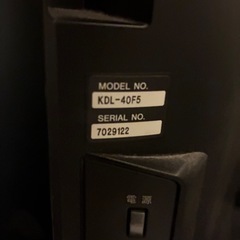 MODEL NO.
KDL-40F5
SERIAL NO.
7029122
電源